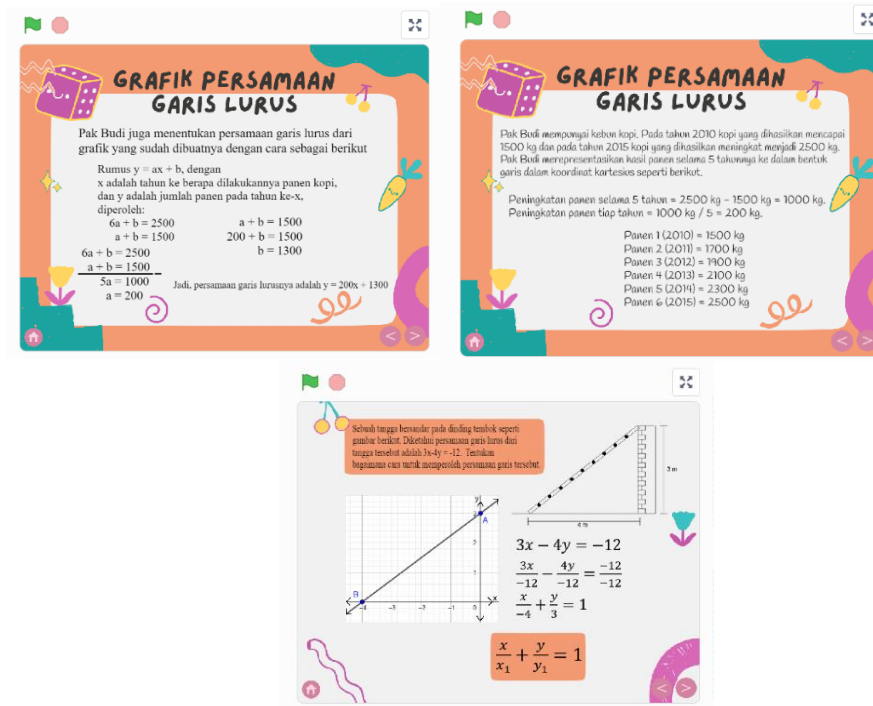 GRAFIK PERSAMAAN
GARIS LURUS
Pak Budi juga menentukan persamaan garis lurus dari
grafik yang sudah dibuatnya dengan cara sebagai berikut
Rumus y = ax + b, dengan
x adalah tahun ke berapa dilakukannya panen kopi,
dan y adalah jumlah panen pada tahun ke-x,
diperoleh:
6a + b = 2500
a + b = 1500
6a + b = 2500
a + b = 1500
5a = 1000
a = 200
a + b = 1500
200 + b = 1500
b = 1300
Jadi, persamaan garis lurusnya adalah y = 200x + 1300
GRAFIK PERSAMAAN
GARIS LURUS
Pak Budi mempunyai kebun kopi. Pada tahun 2010 kopi yang dihasilkan mencapai
1500 kg dan pada tahun 2015 kopi yang dihasilkan meningkat menjadi 2500 kg.
Pak Budi merepresentasikan hasil panen selama 5 tahunnya ke dalam bentuk
garis dalam koordinat kartesius seperti berikut.
Peningkatan panen selama 5 tahun = 2500 kg - 1500 kg = 1000 kg.
Peningkatan panen tiap tahun = 1000 kg / 5 = 200 kg.
Panen 1 (2010) = 1500 kg
Panen 2 (2011) = 1700 kg
Panen 3 (2012) = 1900 kg
Panen 4 (2013) = 2100 kg
Panen 5 (2014) = 2300 kg
Panen 6 (2015) = 2500 kg
Sebuah tangga bersandar pada dinding tembok seperti
gambar berikut. Diketahui persamaan garis lurus dari
tangga tersebut adalah 3x-4y = -12. Tentukan
bagaimana cara untuk memperoleh persamaan garis tersebut.
3 m
4 m
y
3
A
2
1
B
x
-4 -3 -2 -1 0
3x − 4y = −12
3x/−12 − 4y/−12 = −12/−12
x/−4 + y/3 = 1
x/x₁ + y/y₁ = 1